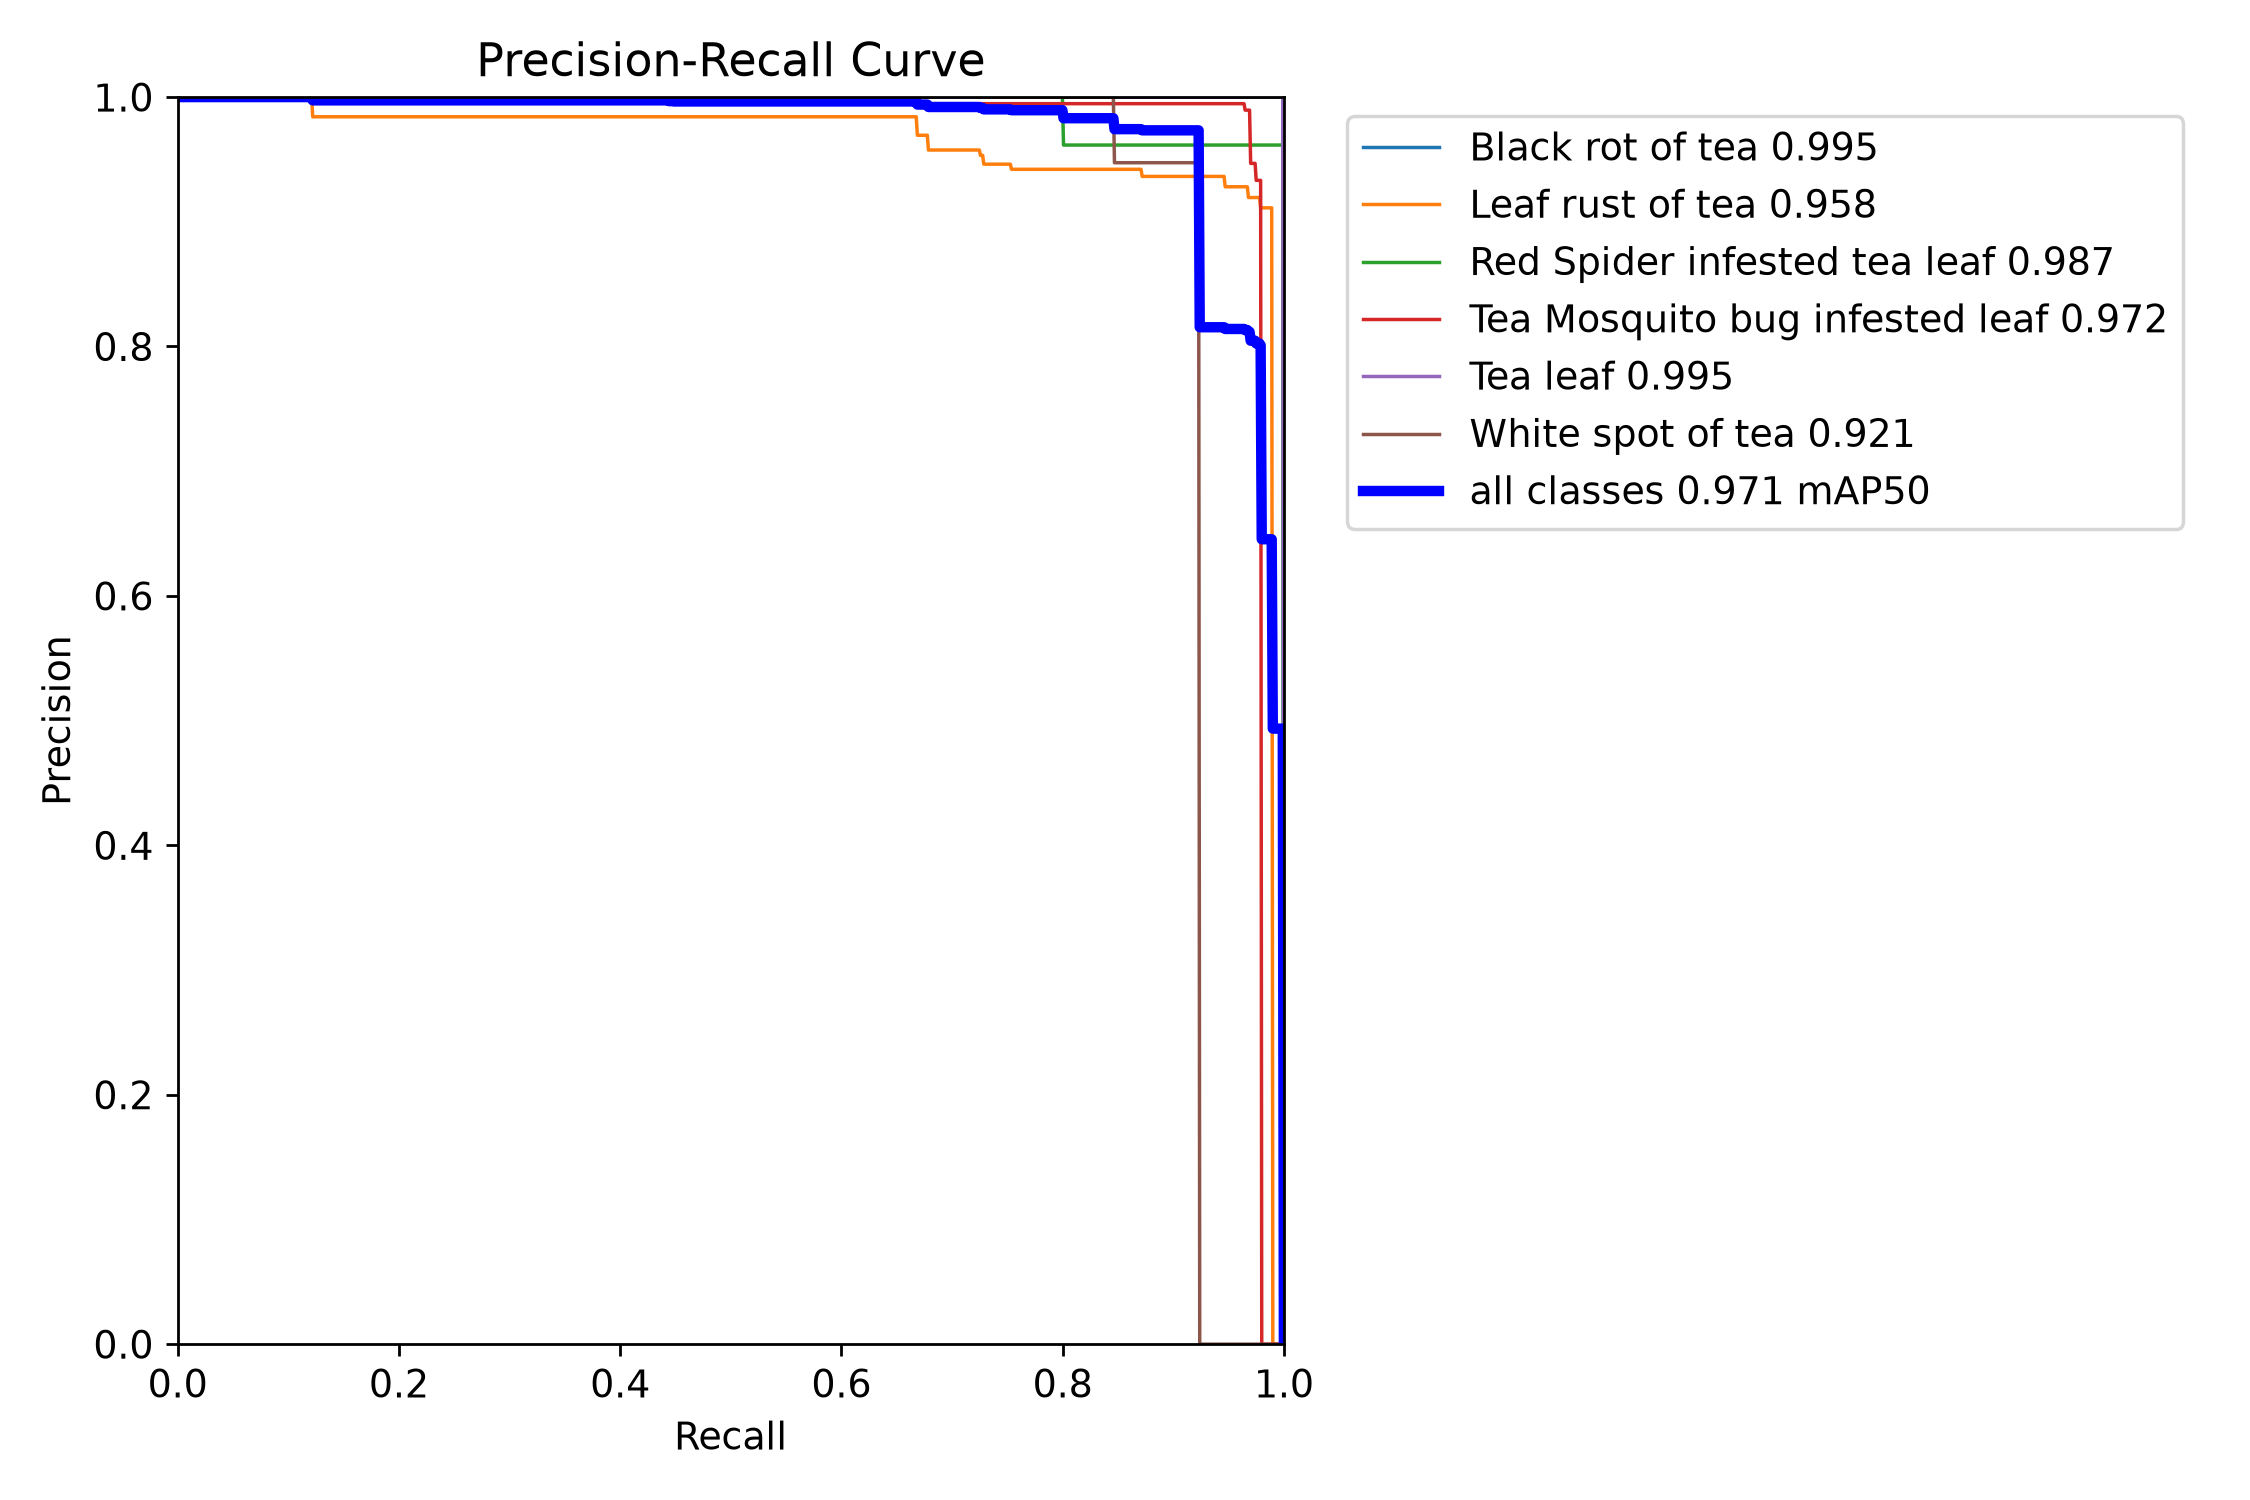 Precision-Recall Curve
1.0
0.8
0.6
0.4
0.2
0.0
Precision
0.0 0.2 0.4 0.6 0.8 1.0
Recall
Black rot of tea 0.995
Leaf rust of tea 0.958
Red Spider infested tea leaf 0.987
Tea Mosquito bug infested leaf 0.972
Tea leaf 0.995
White spot of tea 0.921
all classes 0.971 mAP50